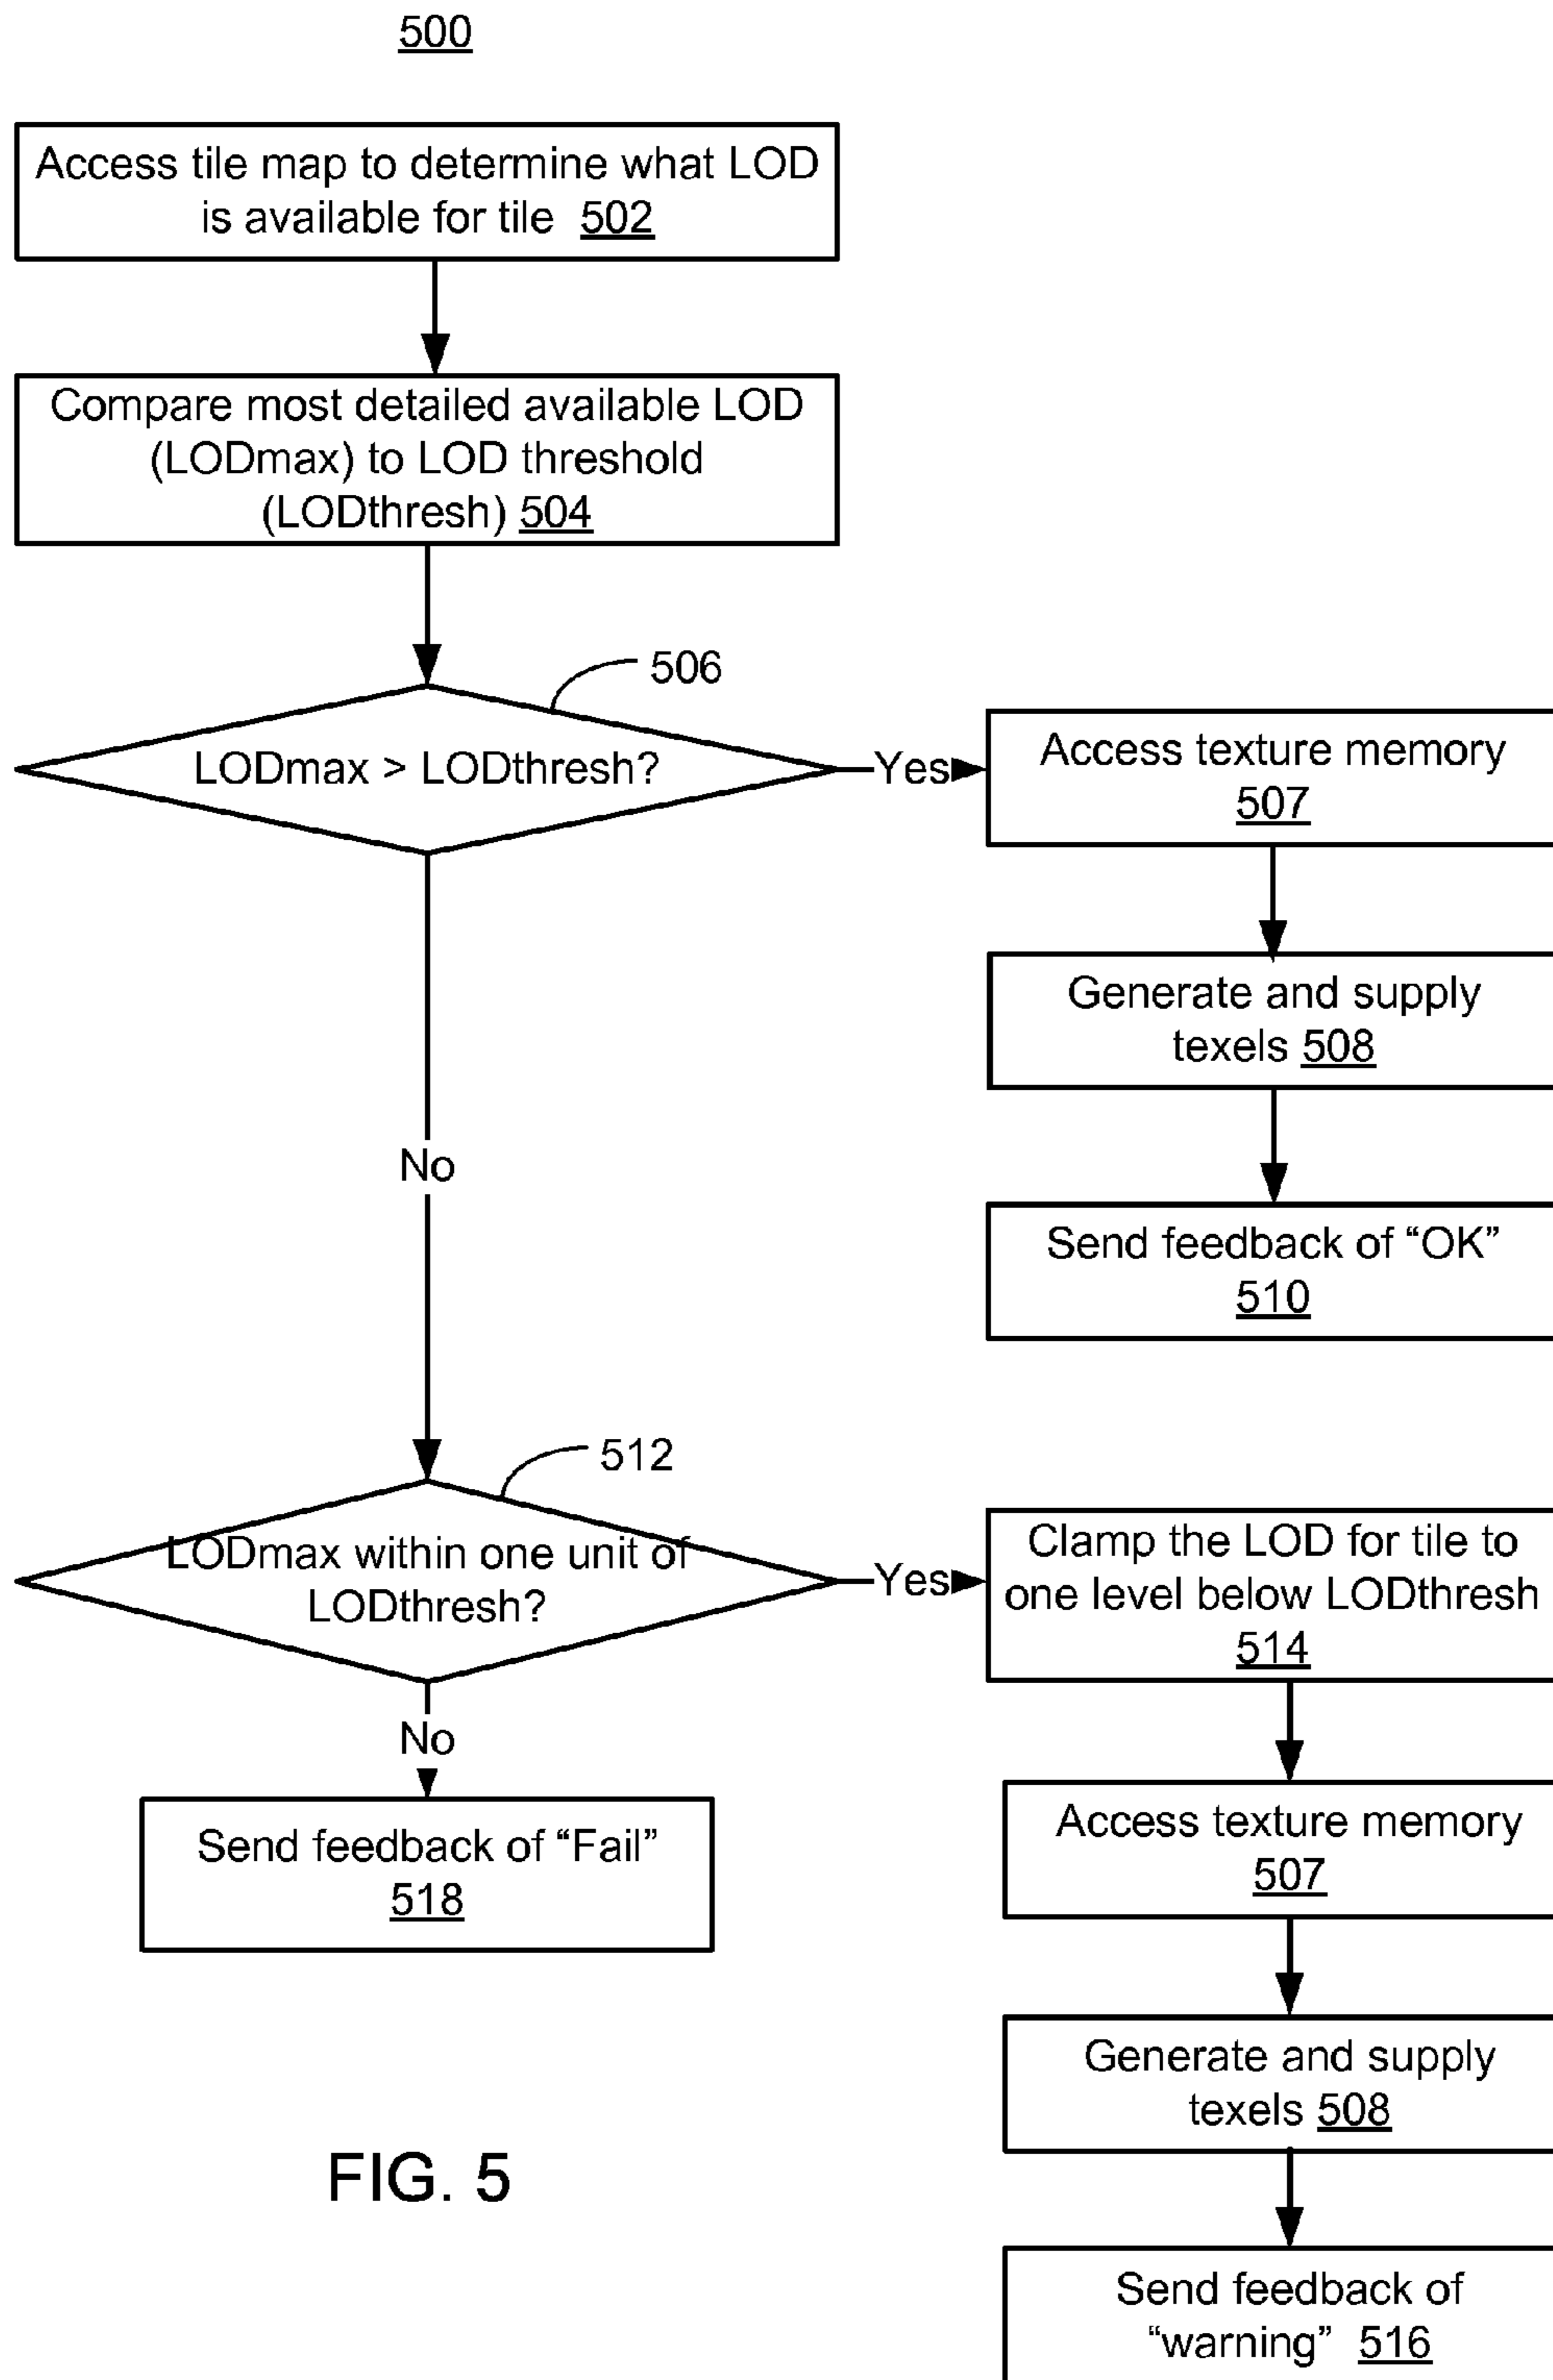 500
Access tile map to determine what LOD
is available for tile 502
Compare most detailed available LOD
(LODmax) to LOD threshold
(LODthresh) 504
506
LODmax > LODthresh?
Yes
Access texture memory
507
Generate and supply
texels 508
Send feedback of “OK”
510
No
512
LODmax within one unit of
LODthresh?
Yes
Clamp the LOD for tile to
one level below LODthresh
514
No
Send feedback of “Fail”
518
Access texture memory
507
Generate and supply
texels 508
Send feedback of
“warning” 516
FIG. 5